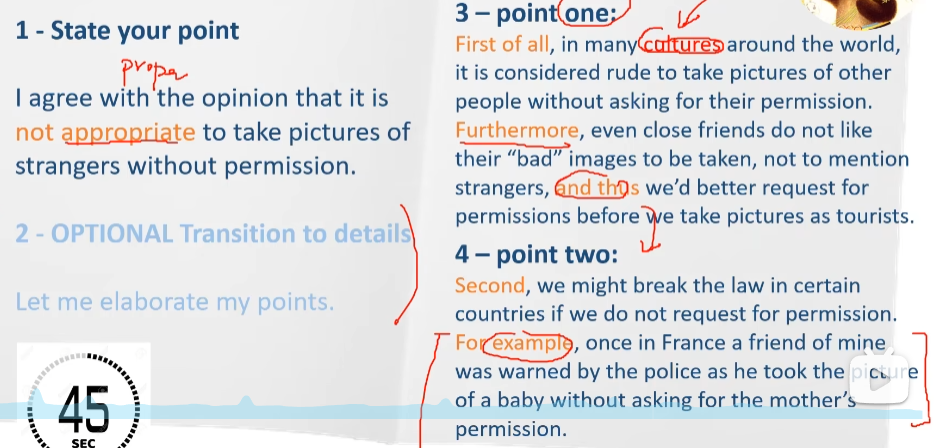 1 - State your point
proper
I agree with the opinion that it is
not appropriate to take pictures of
strangers without permission.
2 - OPTIONAL Transition to details
Let me elaborate my points.
45
SEC
3 – point one:
First of all, in many cultures around the world,
it is considered rude to take pictures of other
people without asking for their permission.
Furthermore, even close friends do not like
their “bad” images to be taken, not to mention
strangers, and thus we’d better request for
permissions before we take pictures as tourists.
4 – point two:
Second, we might break the law in certain
countries if we do not request for permission.
For example, once in France a friend of mine
was warned by the police as he took the picture
of a baby without asking for the mother’s
permission.